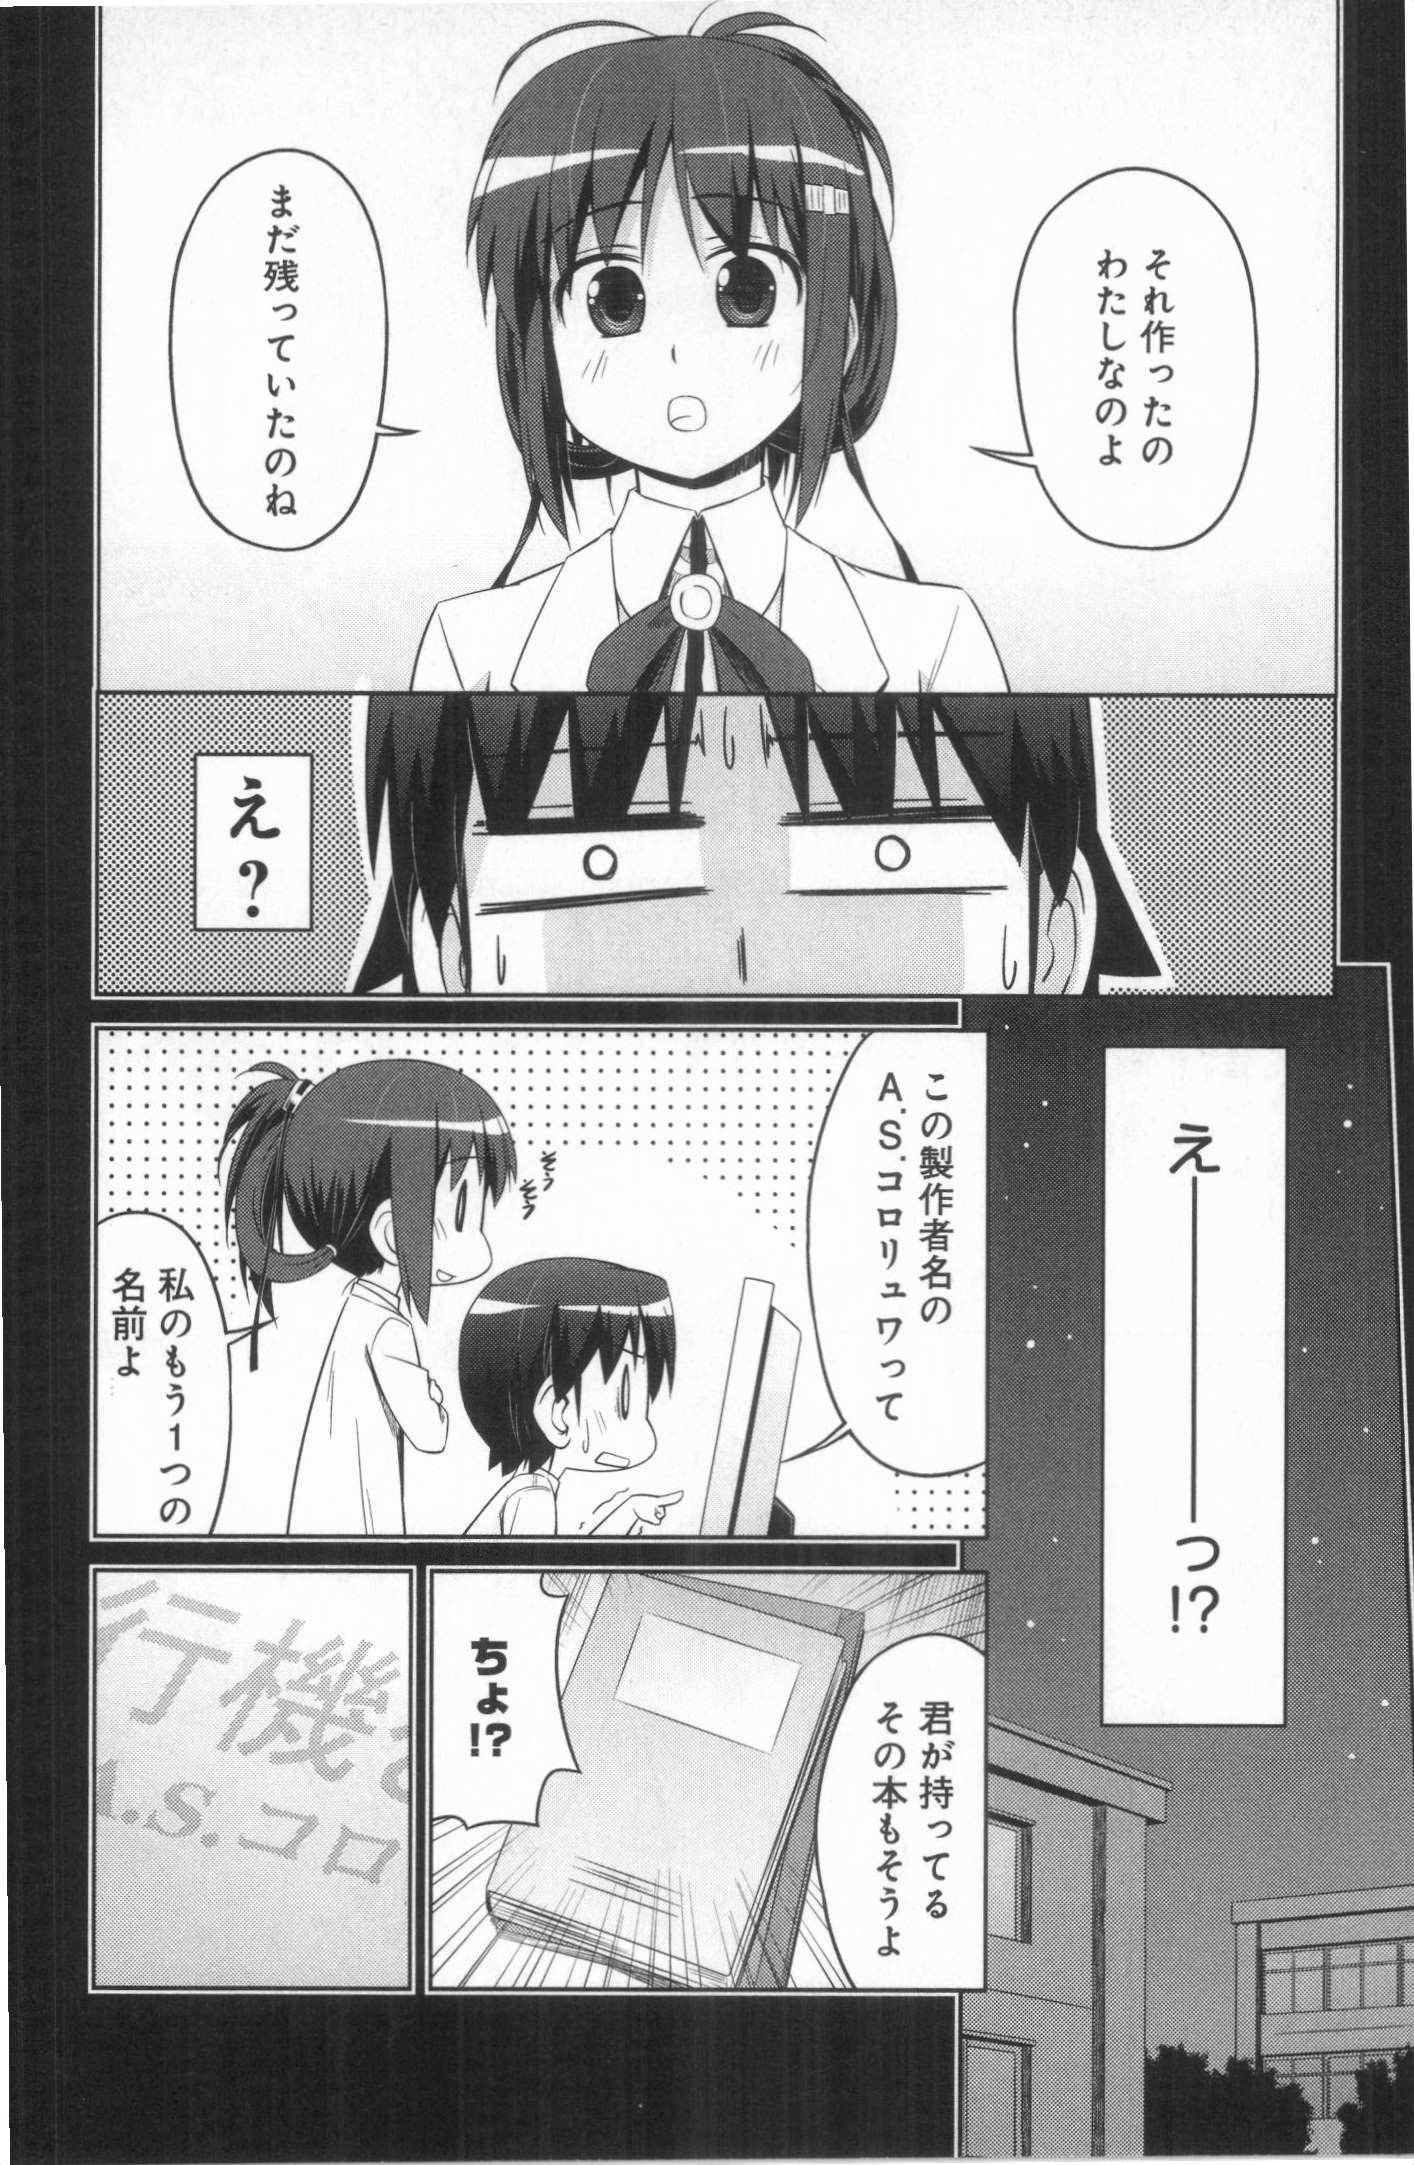 それ作ったの
わたしなのよ
まだ残っていたのね
え？
え───っ!?
この製作者名の
A.S.コロリュワって
そう
そう
私のもう1つの
名前よ
君が持ってる
その本もそうよ
ちょ!?
行機
A.S.コロ